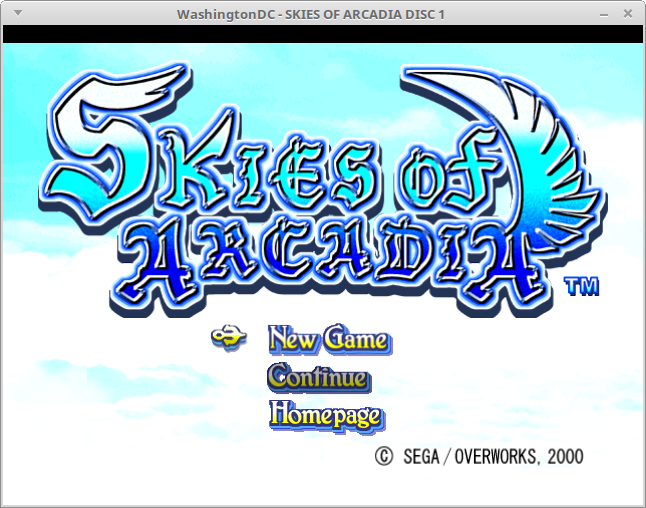 WashingtonDC - SKIES OF ARCADIA DISC 1
SKIES OF
ARCADIA
TM
New Game
Continue
Homepage
© SEGA/OVERWORKS, 2000